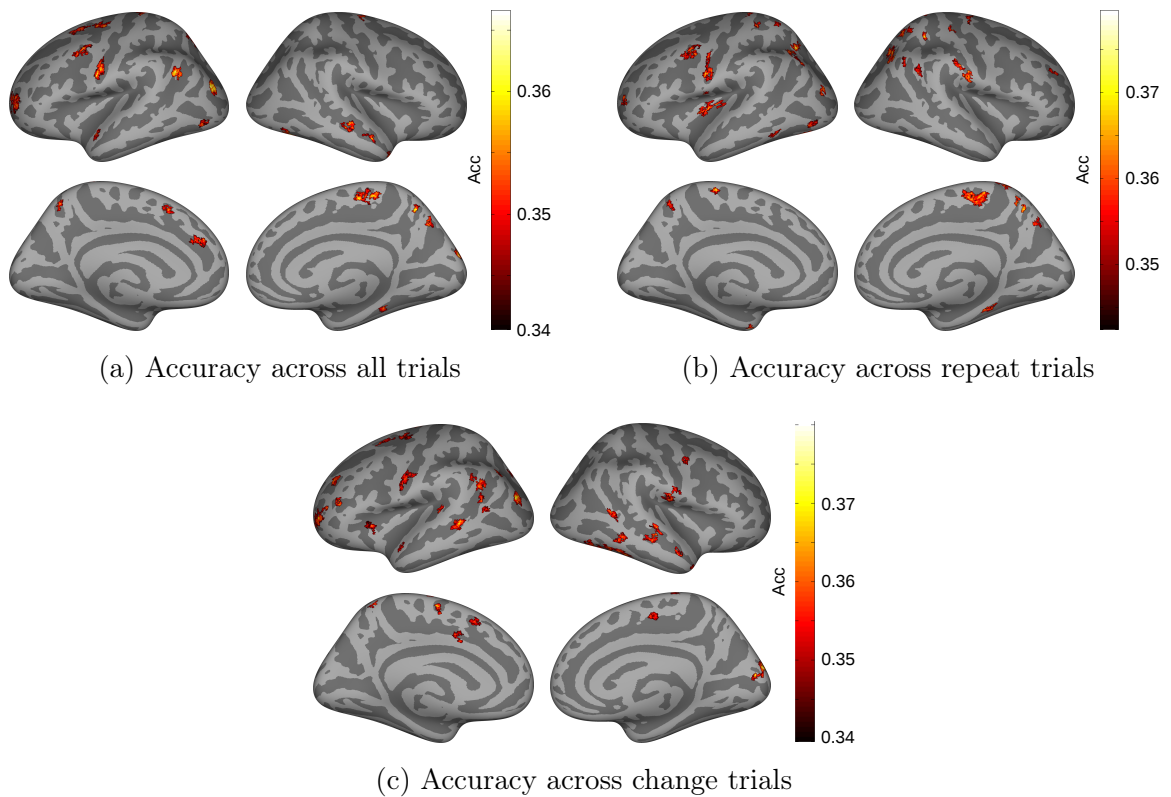 0.36
Acc
0.35
0.34
(a) Accuracy across all trials
0.37
Acc
0.36
0.35
(b) Accuracy across repeat trials
0.37
Acc
0.36
0.35
0.34
(c) Accuracy across change trials